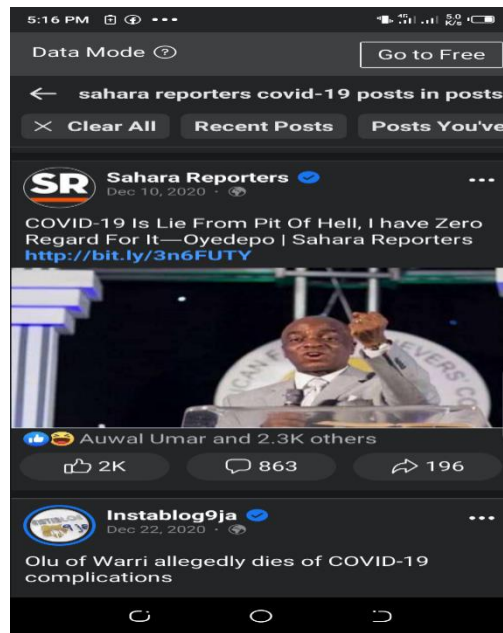 5:16 PM
5.0
K/s
Data Mode
Go to Free
sahara reporters covid-19 posts in posts
Clear All Recent Posts Posts You've
SR
Sahara Reporters
Dec 10, 2020
COVID-19 Is Lie From Pit Of Hell, I have Zero
Regard For It—Oyedepo | Sahara Reporters
http://bit.ly/3n6FUTY
Auwal Umar and 2.3K others
2K 863 196
Instablog9ja
Dec 22, 2020
Olu of Warri allegedly dies of COVID-19
complications